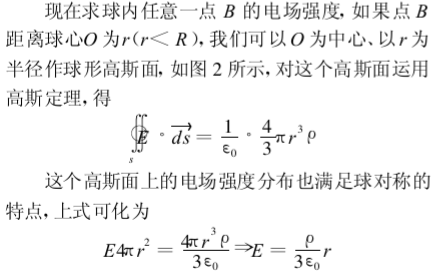 现在求球内任意一点 B 的电场强度, 如果点 B
距离球心O 为r(r< R), 我们可以 O 为中心、以 r 为
半径作球形高斯面, 如图 2 所示, 对这个高斯面运用
高斯定理, 得
∯_s E · ds⃗ = 1/ε₀ · 4/3 πr³ρ
这个高斯面上的电场强度分布也满足球对称的
特点, 上式可化为
E4πr² = 4πr³ρ/3ε₀ ⇒E = ρ/3ε₀ r